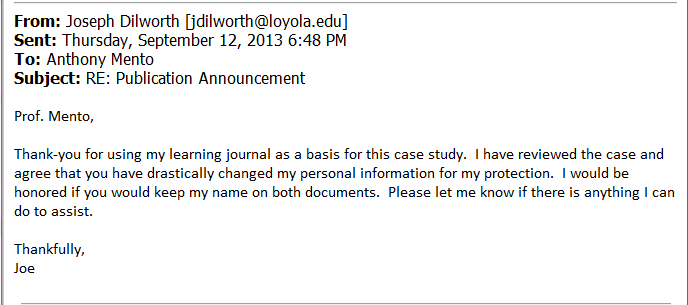 From: Joseph Dilworth [jdilworth@loyola.edu]
Sent: Thursday, September 12, 2013 6:48 PM
To: Anthony Mento
Subject: RE: Publication Announcement
Prof. Mento,
Thank-you for using my learning journal as a basis for this case study.  I have reviewed the case and
agree that you have drastically changed my personal information for my protection.  I would be
honored if you would keep my name on both documents.  Please let me know if there is anything I can
do to assist.
Thankfully,
Joe